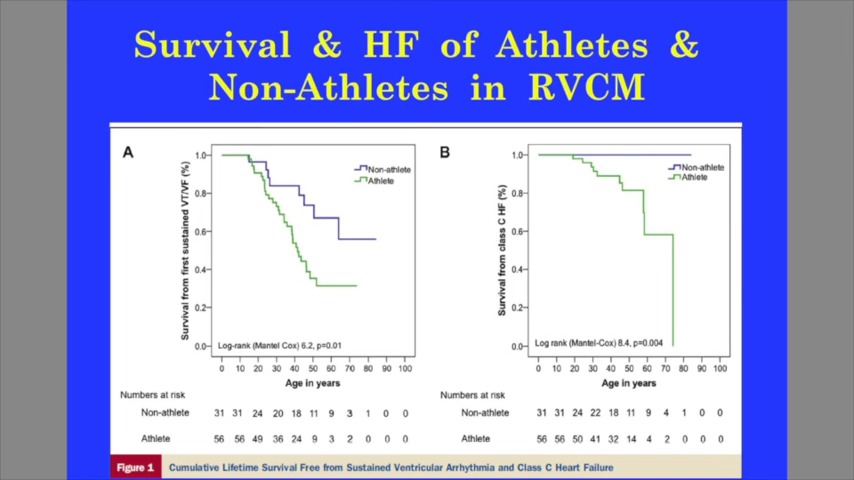 Survival & HF of Athletes &
Non-Athletes in RVCM
A
Survival from first sustained VT/VF (%)
1.0
0.8
0.6
0.4
0.2
0.0
Non-athlete
Athlete
Log-rank (Mantel Cox) 6.2, p=0.01
0 10 20 30 40 50 60 70 80 90 100
Age in years
Numbers at risk
Non-athlete 31 31 24 20 18 11 9 3 1 0 0
Athlete 56 56 49 36 24 9 3 2 0 0 0
B
Survival from class C HF (%)
1.0
0.8
0.6
0.4
0.2
0.0
Non-athlete
Athlete
Log rank (Mantel-Cox) 8.4, p=0.004
0 10 20 30 40 50 60 70 80 90 100
Age in years
Numbers at risk
Non-athlete 31 31 24 22 18 11 9 4 1 0 0
Athlete 56 56 50 41 32 14 4 2 0 0 0
Figure 1 Cumulative Lifetime Survival Free from Sustained Ventricular Arrhythmia and Class C Heart Failure